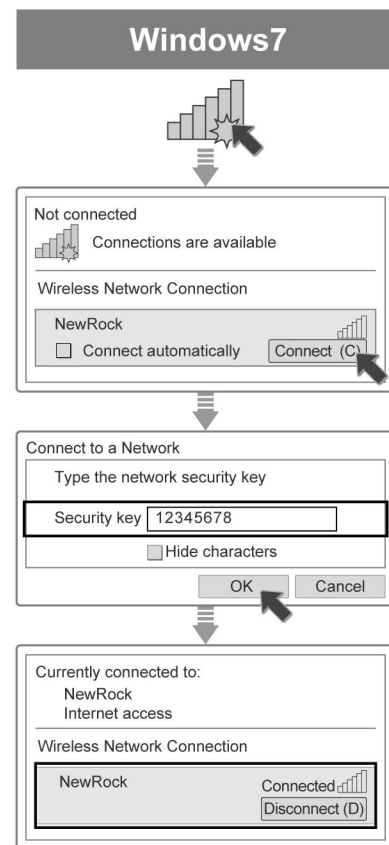 Windows7
Not connected
Connections are available
Wireless Network Connection
NewRock
Connect automatically
Connect (C)
Connect to a Network
Type the network security key
Security key 12345678
Hide characters
OK
Cancel
Currently connected to:
NewRock
Internet access
Wireless Network Connection
NewRock
Connected
Disconnect (D)